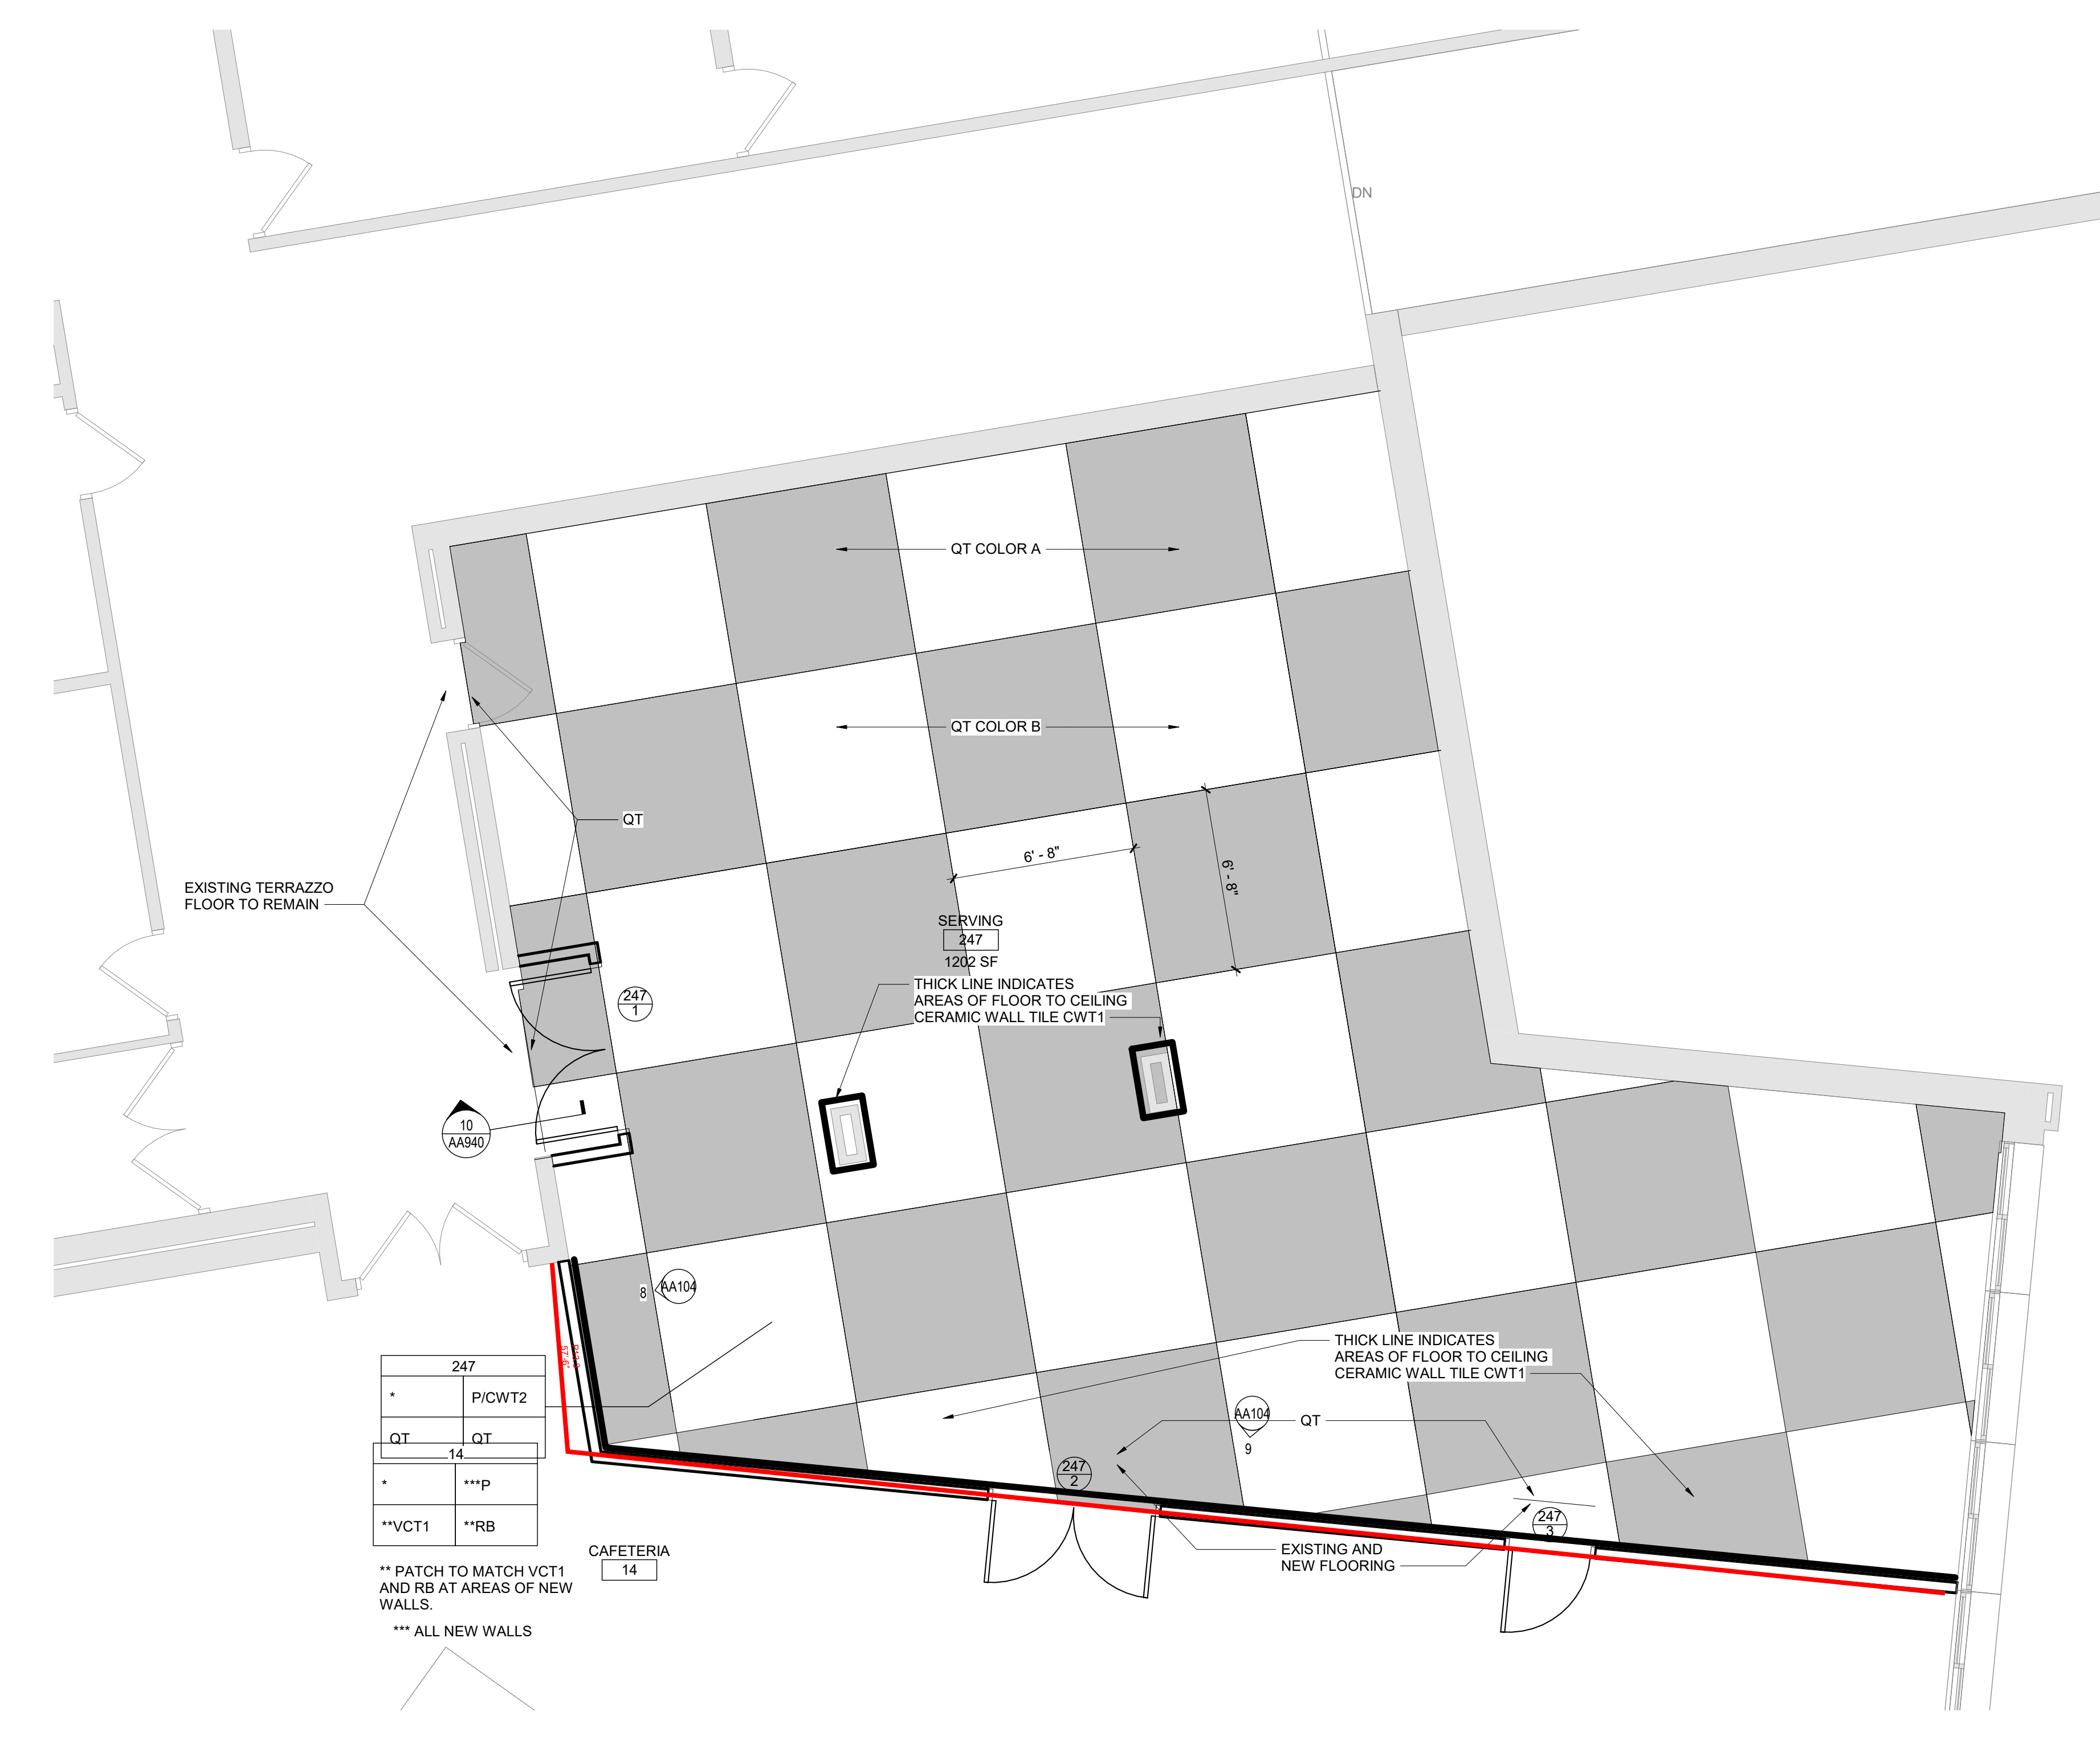 DN
QT COLOR A
QT COLOR B
QT
6' - 8"
6' - 8"
EXISTING TERRAZZO
FLOOR TO REMAIN
SERVING
247
1202 SF
THICK LINE INDICATES
AREAS OF FLOOR TO CEILING
CERAMIC WALL TILE CWT1
247
1
10
AA940
8
AA104
THICK LINE INDICATES
AREAS OF FLOOR TO CEILING
CERAMIC WALL TILE CWT1
57'-6"
247
*
P/CWT2
QT
QT
AA104
9
QT
14
*
***P
**VCT1
**RB
247
2
247
3
EXISTING AND
NEW FLOORING
CAFETERIA
14
** PATCH TO MATCH VCT1
AND RB AT AREAS OF NEW
WALLS.
*** ALL NEW WALLS